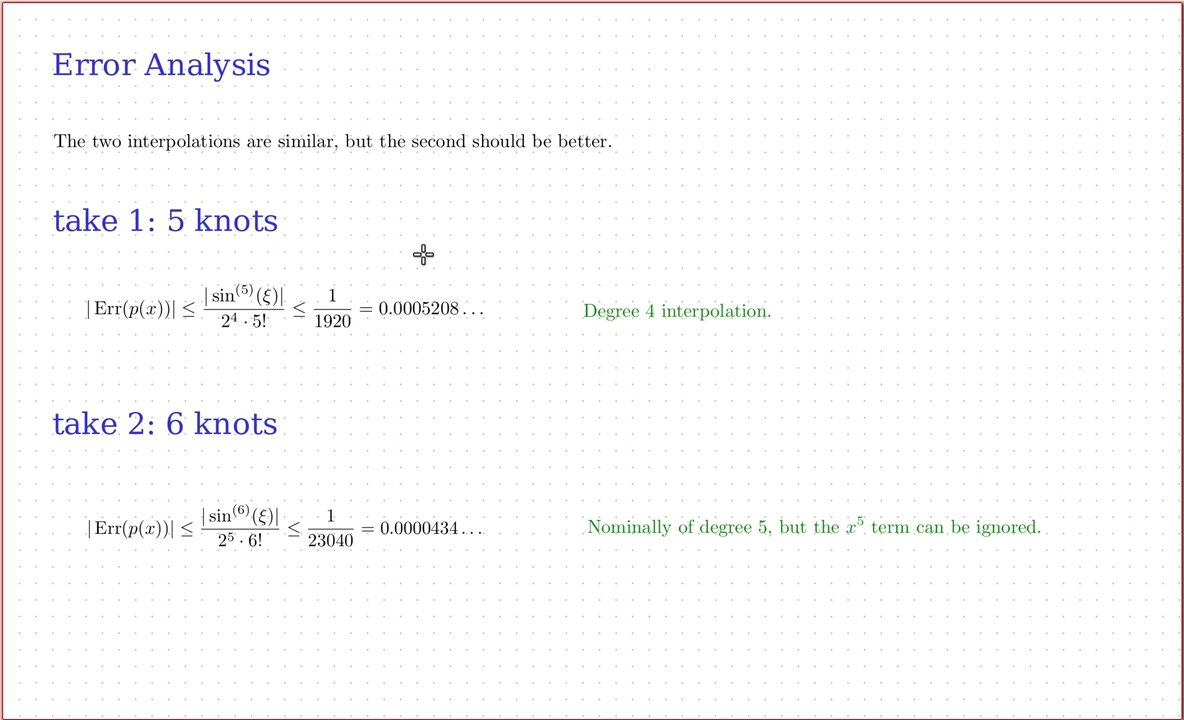 Error Analysis
The two interpolations are similar, but the second should be better.
take 1: 5 knots
|Err(p(x))| ≤ |sin⁽⁵⁾(ξ)| / 2⁴ · 5! ≤ 1/1920 = 0.0005208... Degree 4 interpolation.
take 2: 6 knots
|Err(p(x))| ≤ |sin⁽⁶⁾(ξ)| / 2⁵ · 6! ≤ 1/23040 = 0.0000434... Nominally of degree 5, but the x⁵ term can be ignored.